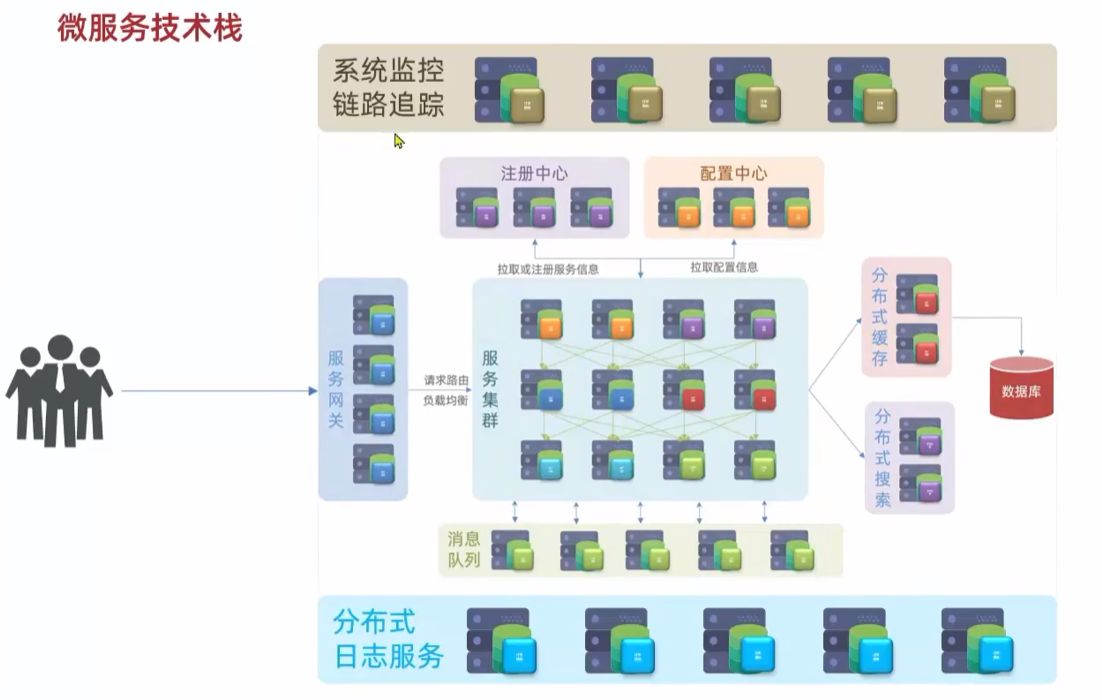 微服务技术栈
系统监控
链路追踪
注册中心
配置中心
拉取或注册服务信息
拉取配置信息
服务网关
请求路由
负载均衡
服务集群
分布式缓存
数据库
分布式搜索
消息
队列
分布式
日志服务